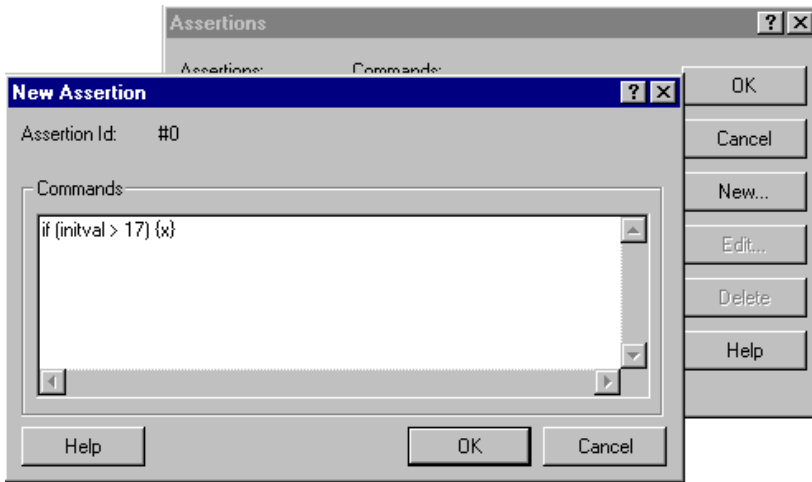 Assertions
Assertions: Commands:
OK
Cancel
New...
Edit...
Delete
Help
New Assertion
Assertion Id: #0
Commands
if (initval > 17) {x}
Help OK Cancel